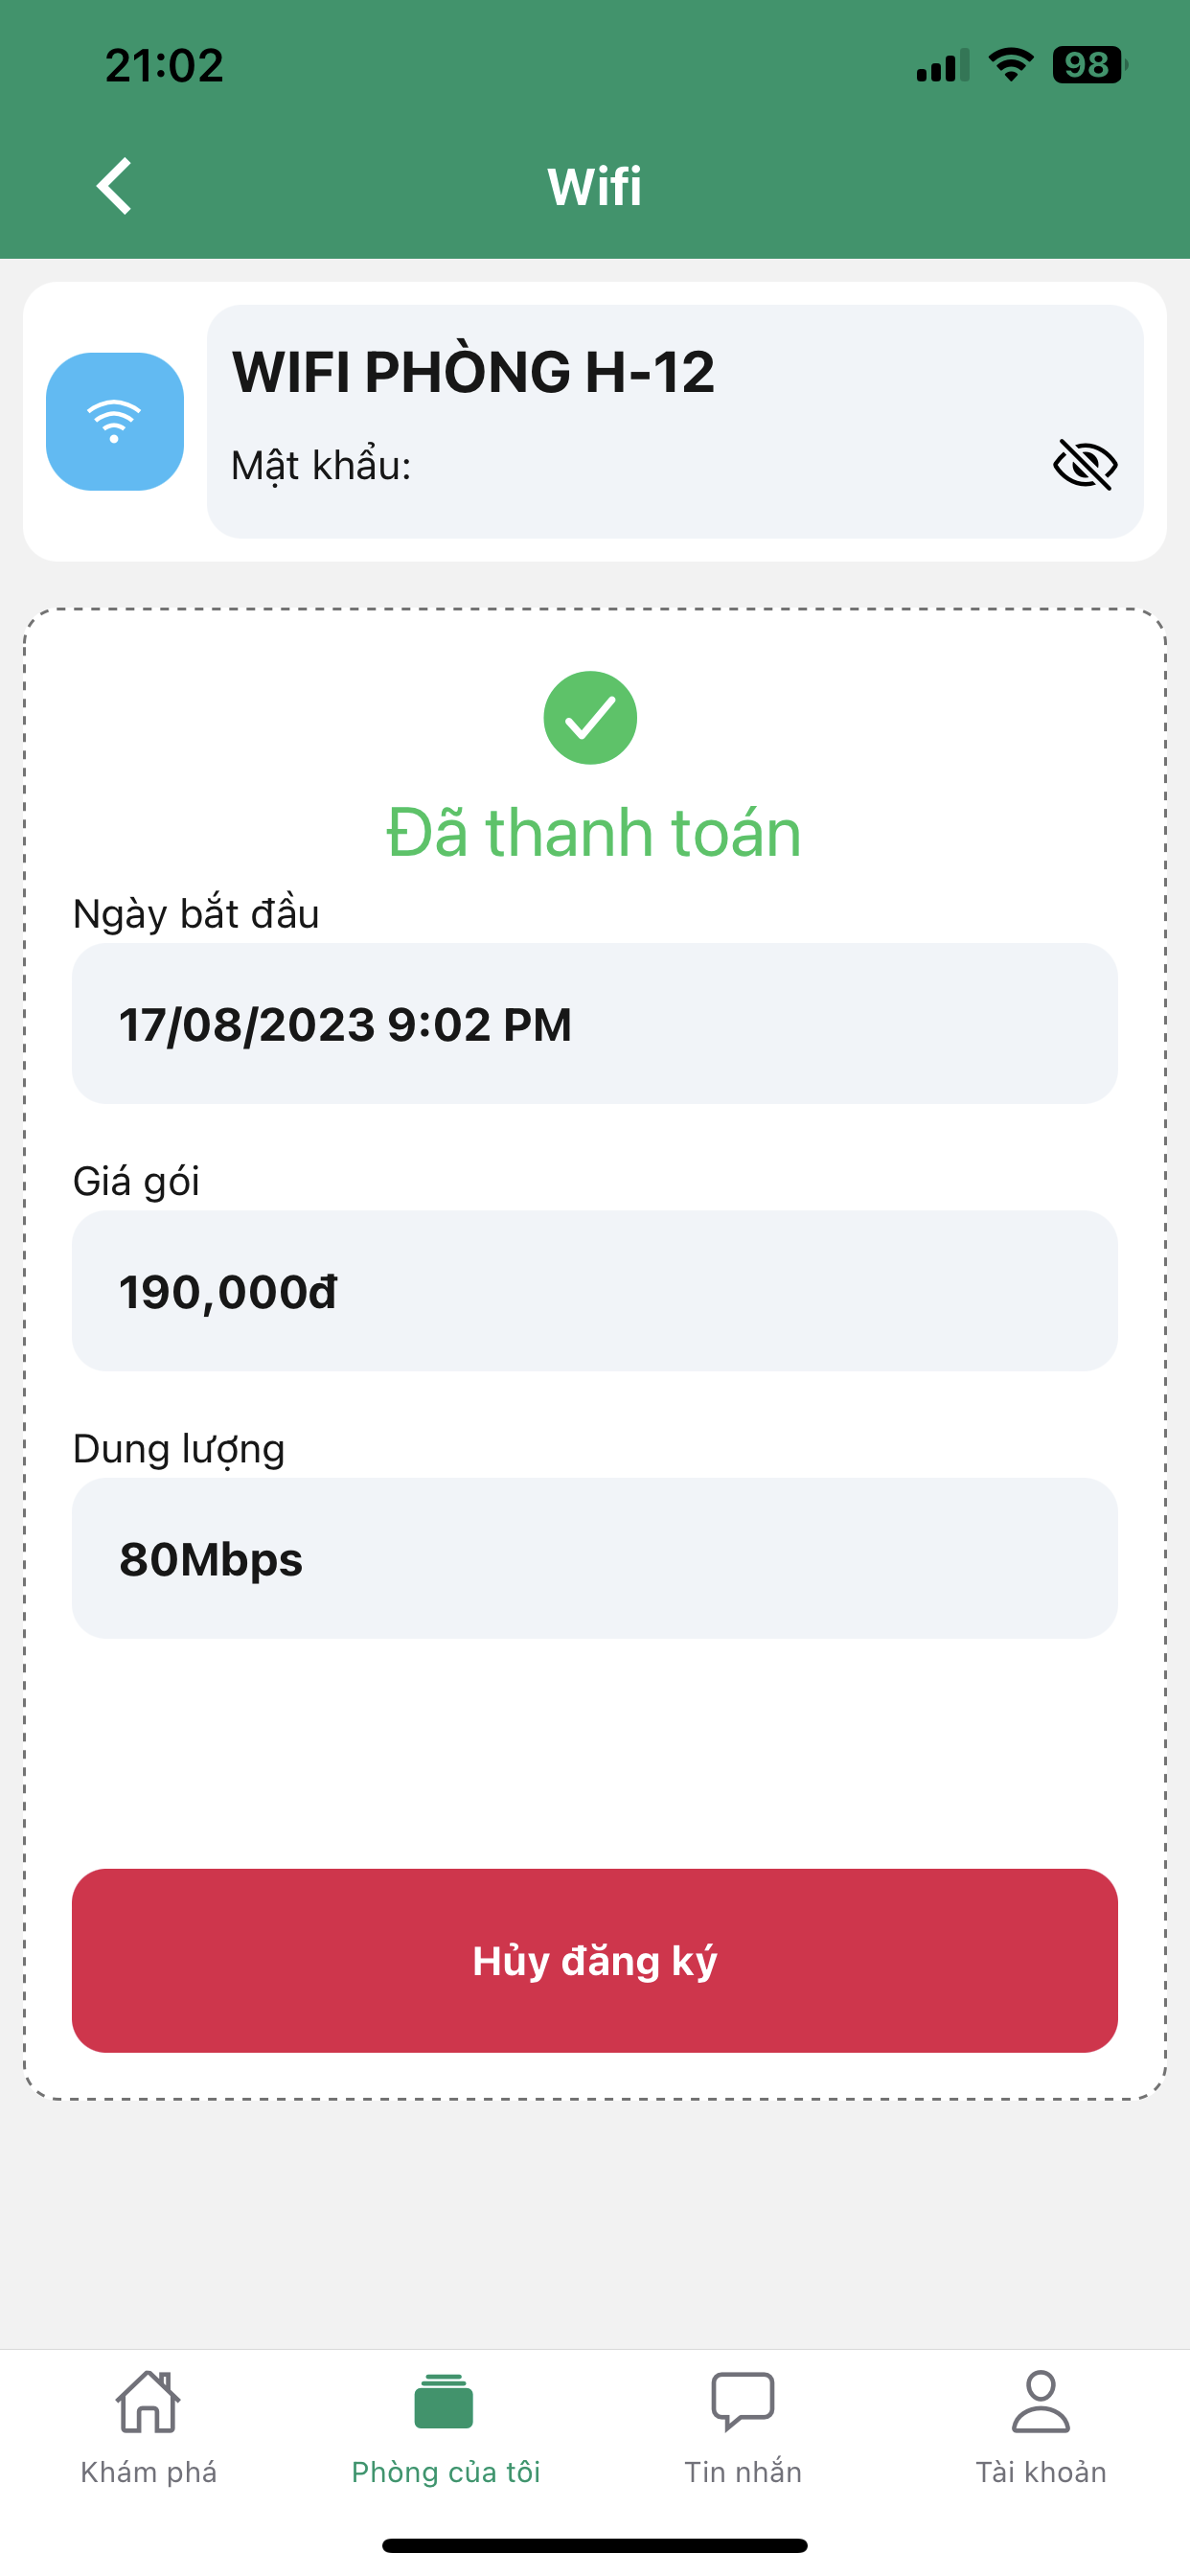 21:02
98
Wifi
WIFI PHÒNG H-12
Mật khẩu:
Đã thanh toán
Ngày bắt đầu
17/08/2023 9:02 PM
Giá gói
190,000đ
Dung lượng
80Mbps
Hủy đăng ký
Khám phá
Phòng của tôi
Tin nhắn
Tài khoản